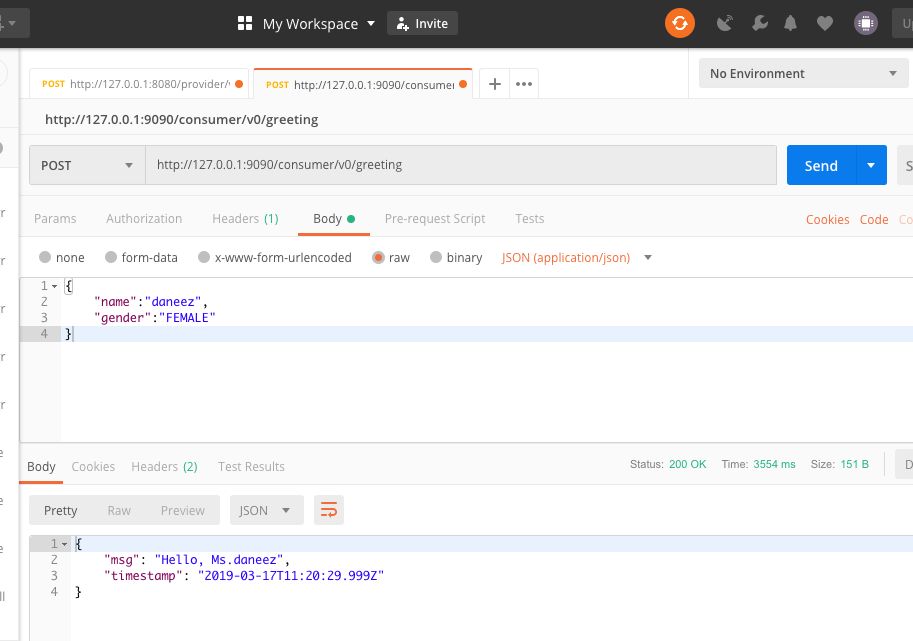 My Workspace
Invite
POST http://127.0.0.1:8080/provider/
POST http://127.0.0.1:9090/consumer
No Environment
http://127.0.0.1:9090/consumer/v0/greeting
POST
http://127.0.0.1:9090/consumer/v0/greeting
Send
Params Authorization Headers (1) Body Pre-request Script Tests
Cookies Code
none form-data x-www-form-urlencoded raw binary JSON (application/json)
1 {
2 "name":"daneez",
3 "gender":"FEMALE"
4 }
Body Cookies Headers (2) Test Results
Status: 200 OK Time: 3554 ms Size: 151 B
Pretty Raw Preview JSON
1 {
2 "msg": "Hello, Ms.daneez",
3 "timestamp": "2019-03-17T11:20:29.999Z"
4 }